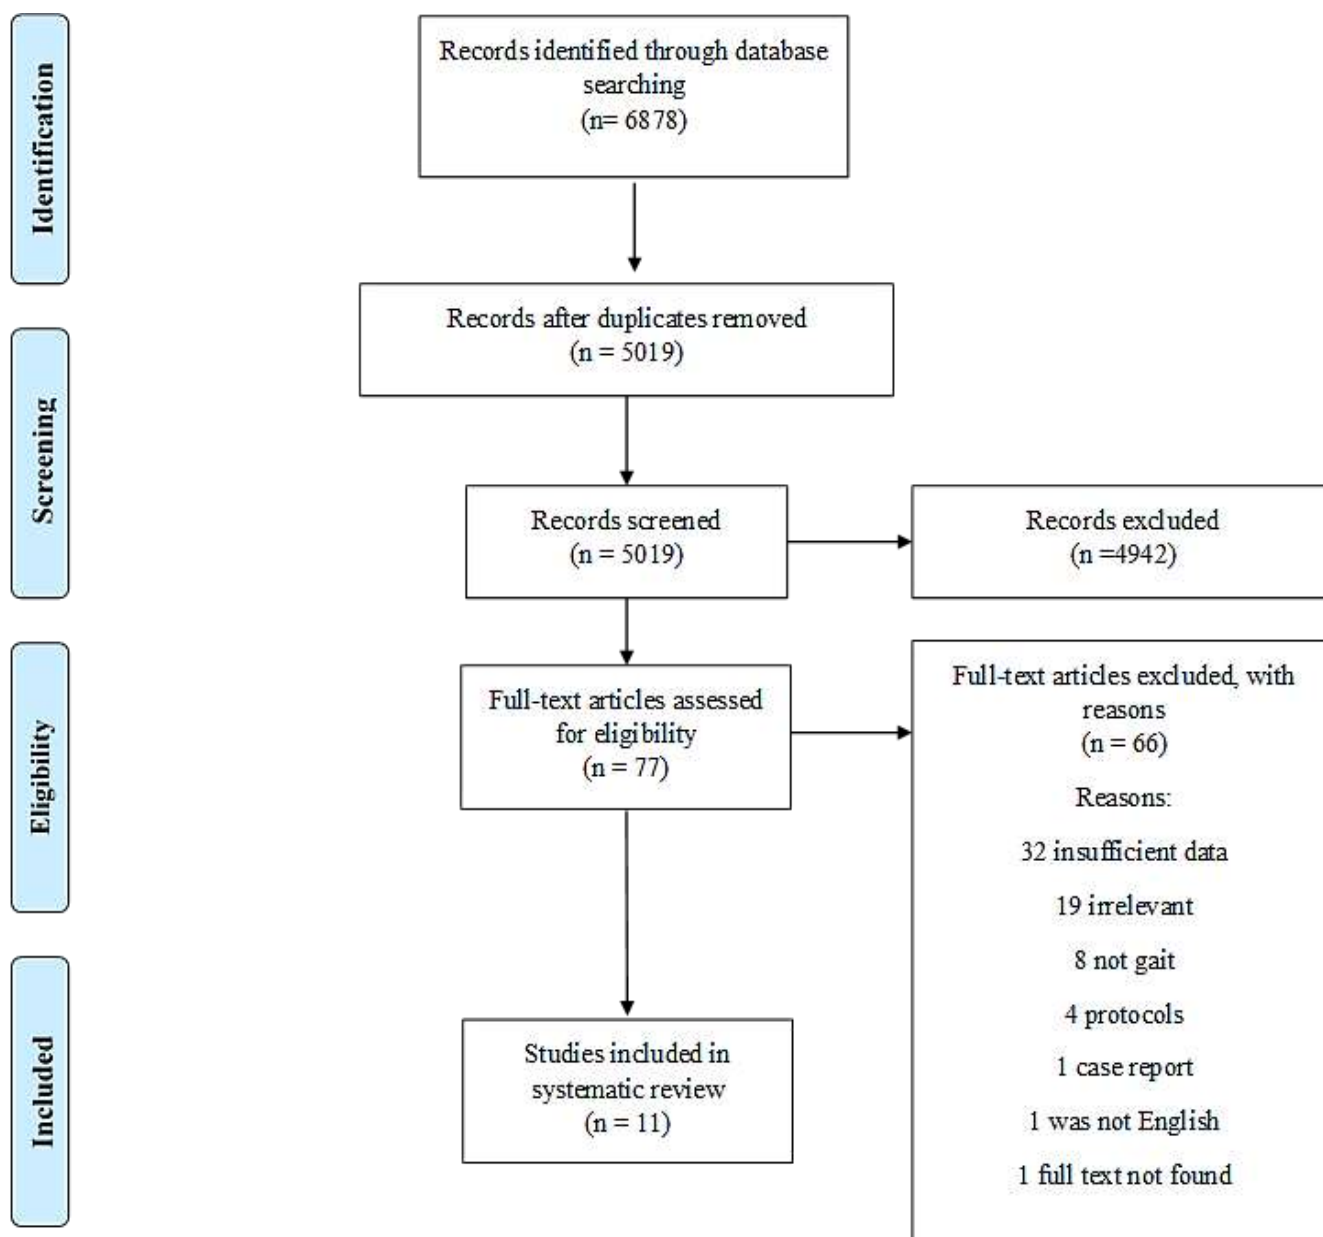 Identification
Records identified through database
searching
(n= 6878)
Records after duplicates removed
(n = 5019)
Screening
Records screened
(n = 5019)
Records excluded
(n =4942)
Eligibility
Full-text articles assessed
for eligibility
(n = 77)
Full-text articles excluded, with
reasons
(n = 66)
Reasons:
32 insufficient data
19 irrelevant
8 not gait
4 protocols
1 case report
1 was not English
1 full text not found
Included
Studies included in
systematic review
(n = 11)